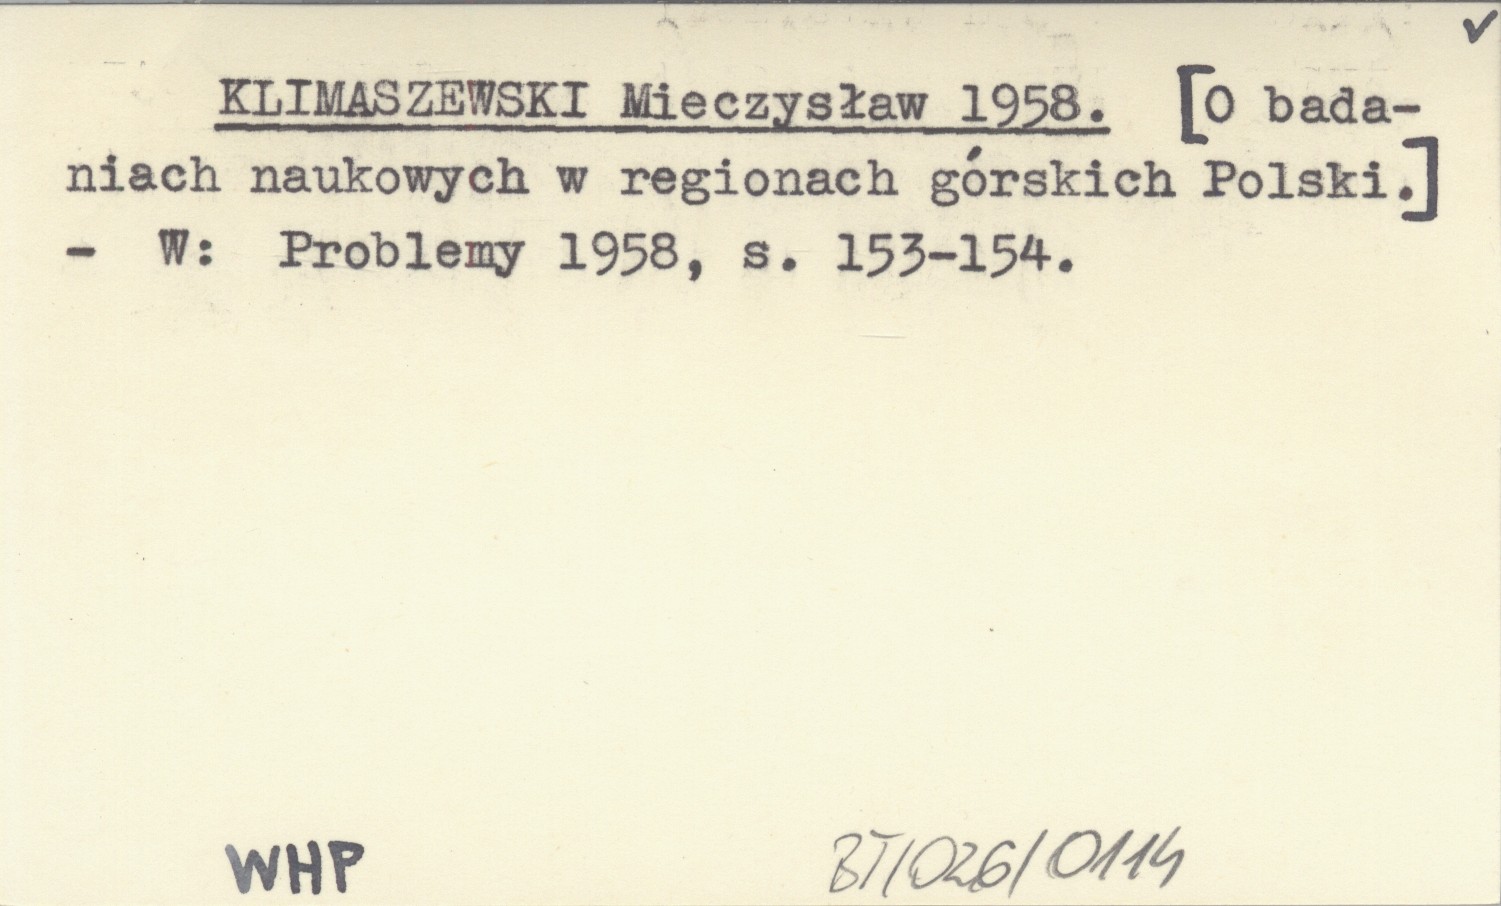 KLIMASZEWSKI Mieczysław 1958. [O bada-
niach naukowych w regionach górskich Polski.]
- W: Problemy 1958, s. 153-154.
WHP
BT/026/0114